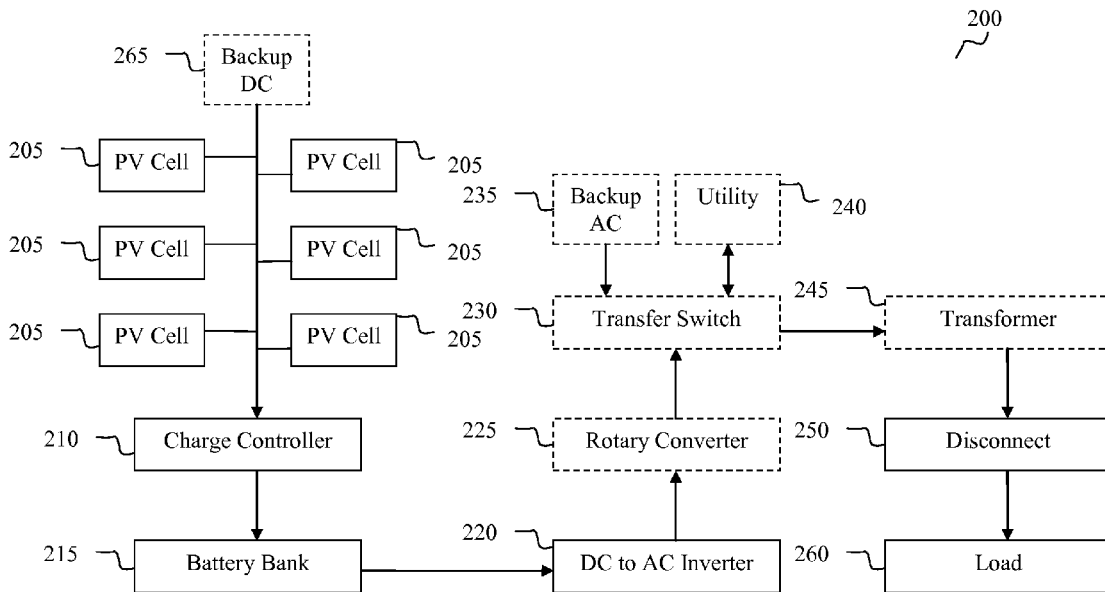 200
265
Backup
DC
205
PV Cell
PV Cell
205
205
PV Cell
PV Cell
205
205
PV Cell
PV Cell
205
235
Backup
AC
Utility
240
230
Transfer Switch
245
Transformer
210
Charge Controller
225
Rotary Converter
250
Disconnect
215
Battery Bank
220
DC to AC Inverter
260
Load